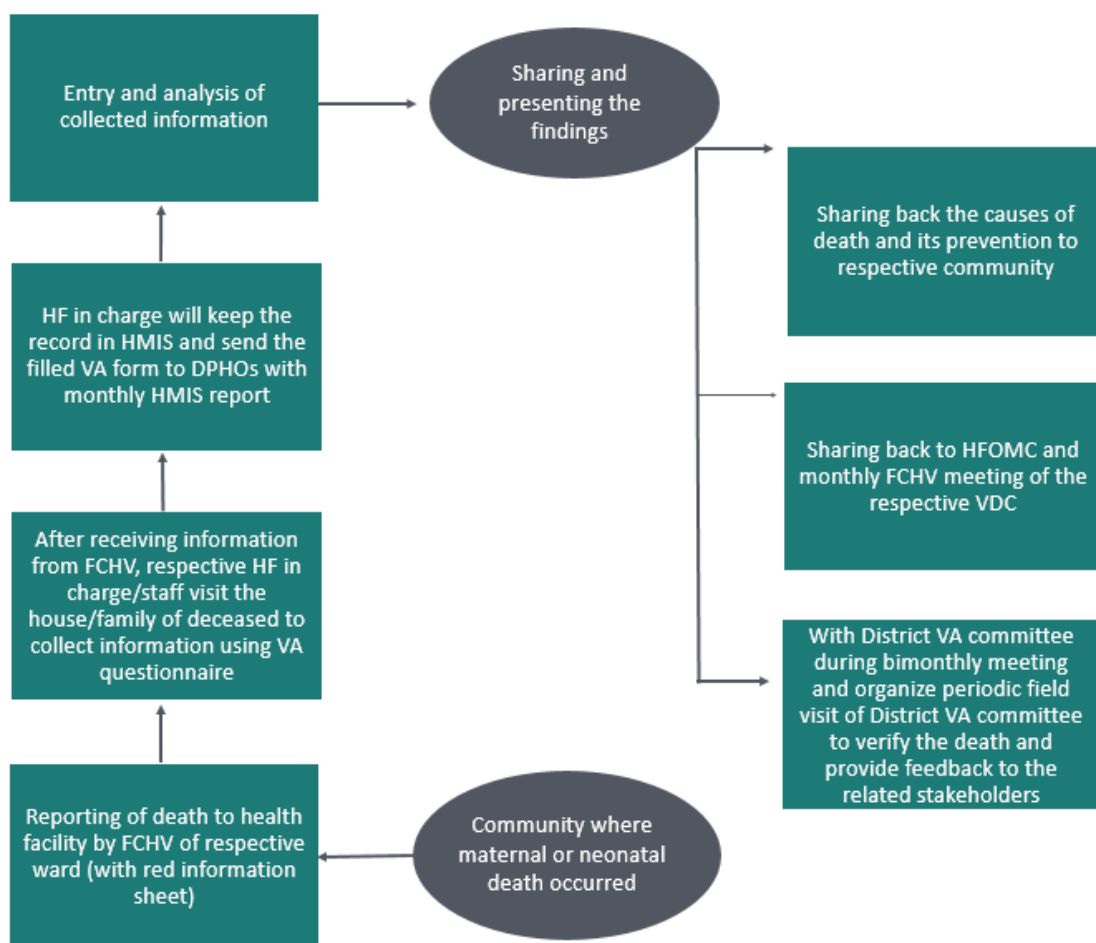 Entry and analysis of
collected information
Sharing and
presenting the
findings
Sharing back the causes of
death and its prevention to
respective community
HF in charge will keep the
record in HMIS and send the
filled VA form to DPHOs with
monthly HMIS report
Sharing back to HFOMC and
monthly FCHV meeting of the
respective VDC
After receiving information
from FCHV, respective HF in
charge/staff visit the
house/family of deceased to
collect information using VA
questionnaire
With District VA committee
during bimonthly meeting
and organize periodic field
visit of District VA committee
to verify the death and
provide feedback to the
related stakeholders
Reporting of death to health
facility by FCHV of respective
ward (with red information
sheet)
Community where
maternal or neonatal
death occurred